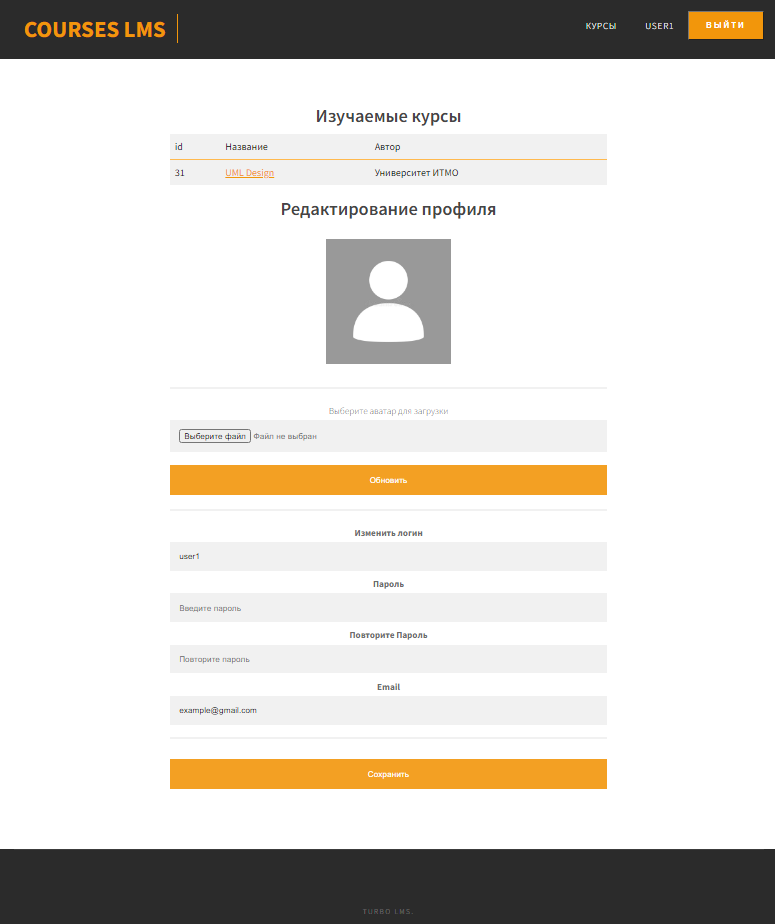 COURSES LMS
КУРСЫ USER1 ВЫЙТИ
Изучаемые курсы
id Название Автор
31 UML Design Университет ИТМО
Редактирование профиля
Выберите аватар для загрузки
Выберите файл Файл не выбран
Обновить
Изменить логин
user1
Пароль
Введите пароль
Повторите Пароль
Повторите пароль
Email
example@gmail.com
Сохранить
TURBO LMS.